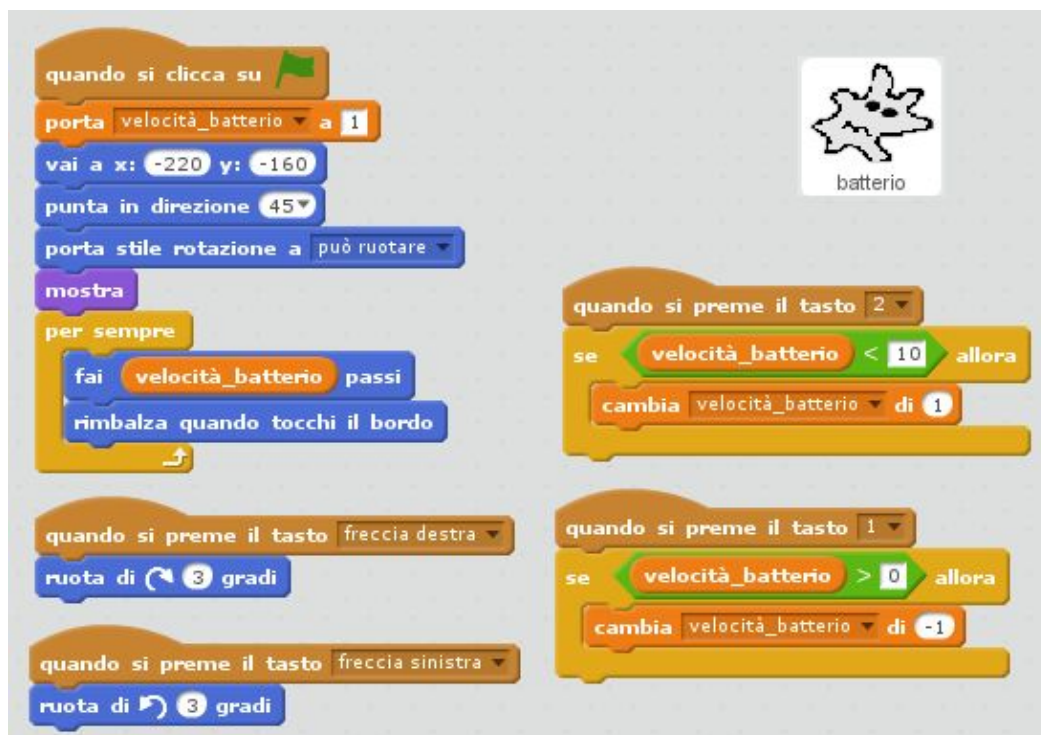 quando si clicca su
porta velocità_batterio a 1
vai a x: -220 y: -160
punta in direzione 45
porta stile rotazione a può ruotare
mostra
per sempre
fai velocità_batterio passi
rimbalza quando tocchi il bordo
quando si preme il tasto freccia destra
ruota di 3 gradi
quando si preme il tasto freccia sinistra
ruota di 3 gradi
batterio
quando si preme il tasto 2
se velocità_batterio < 10 allora
cambia velocità_batterio di 1
quando si preme il tasto 1
se velocità_batterio > 0 allora
cambia velocità_batterio di -1